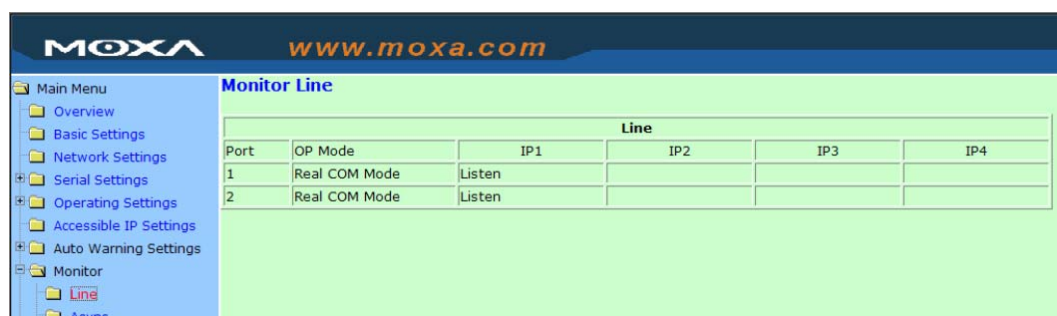 MOXA www.moxa.com
Main Menu
Overview
Basic Settings
Network Settings
Serial Settings
Operating Settings
Accessible IP Settings
Auto Warning Settings
Monitor
Line
Async
Monitor Line
Line
Port OP Mode IP1 IP2 IP3 IP4
1 Real COM Mode Listen
2 Real COM Mode Listen